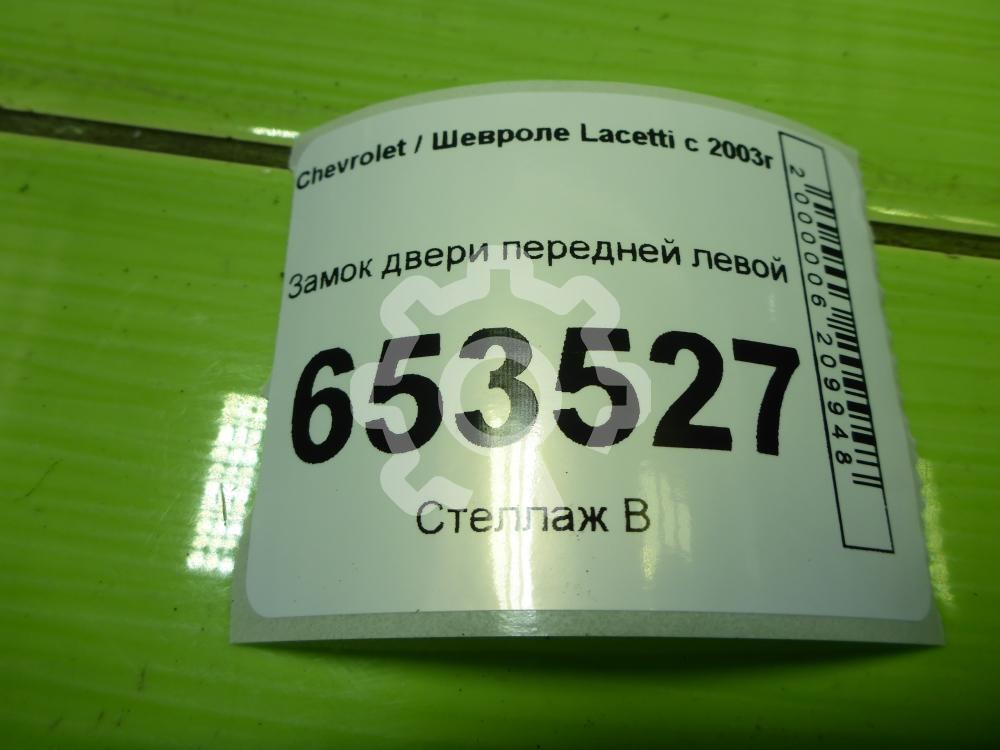 Chevrolet / Шевроле Lacetti с 2003г
Замок двери передней левой
653527
Стеллаж В
2000006209948